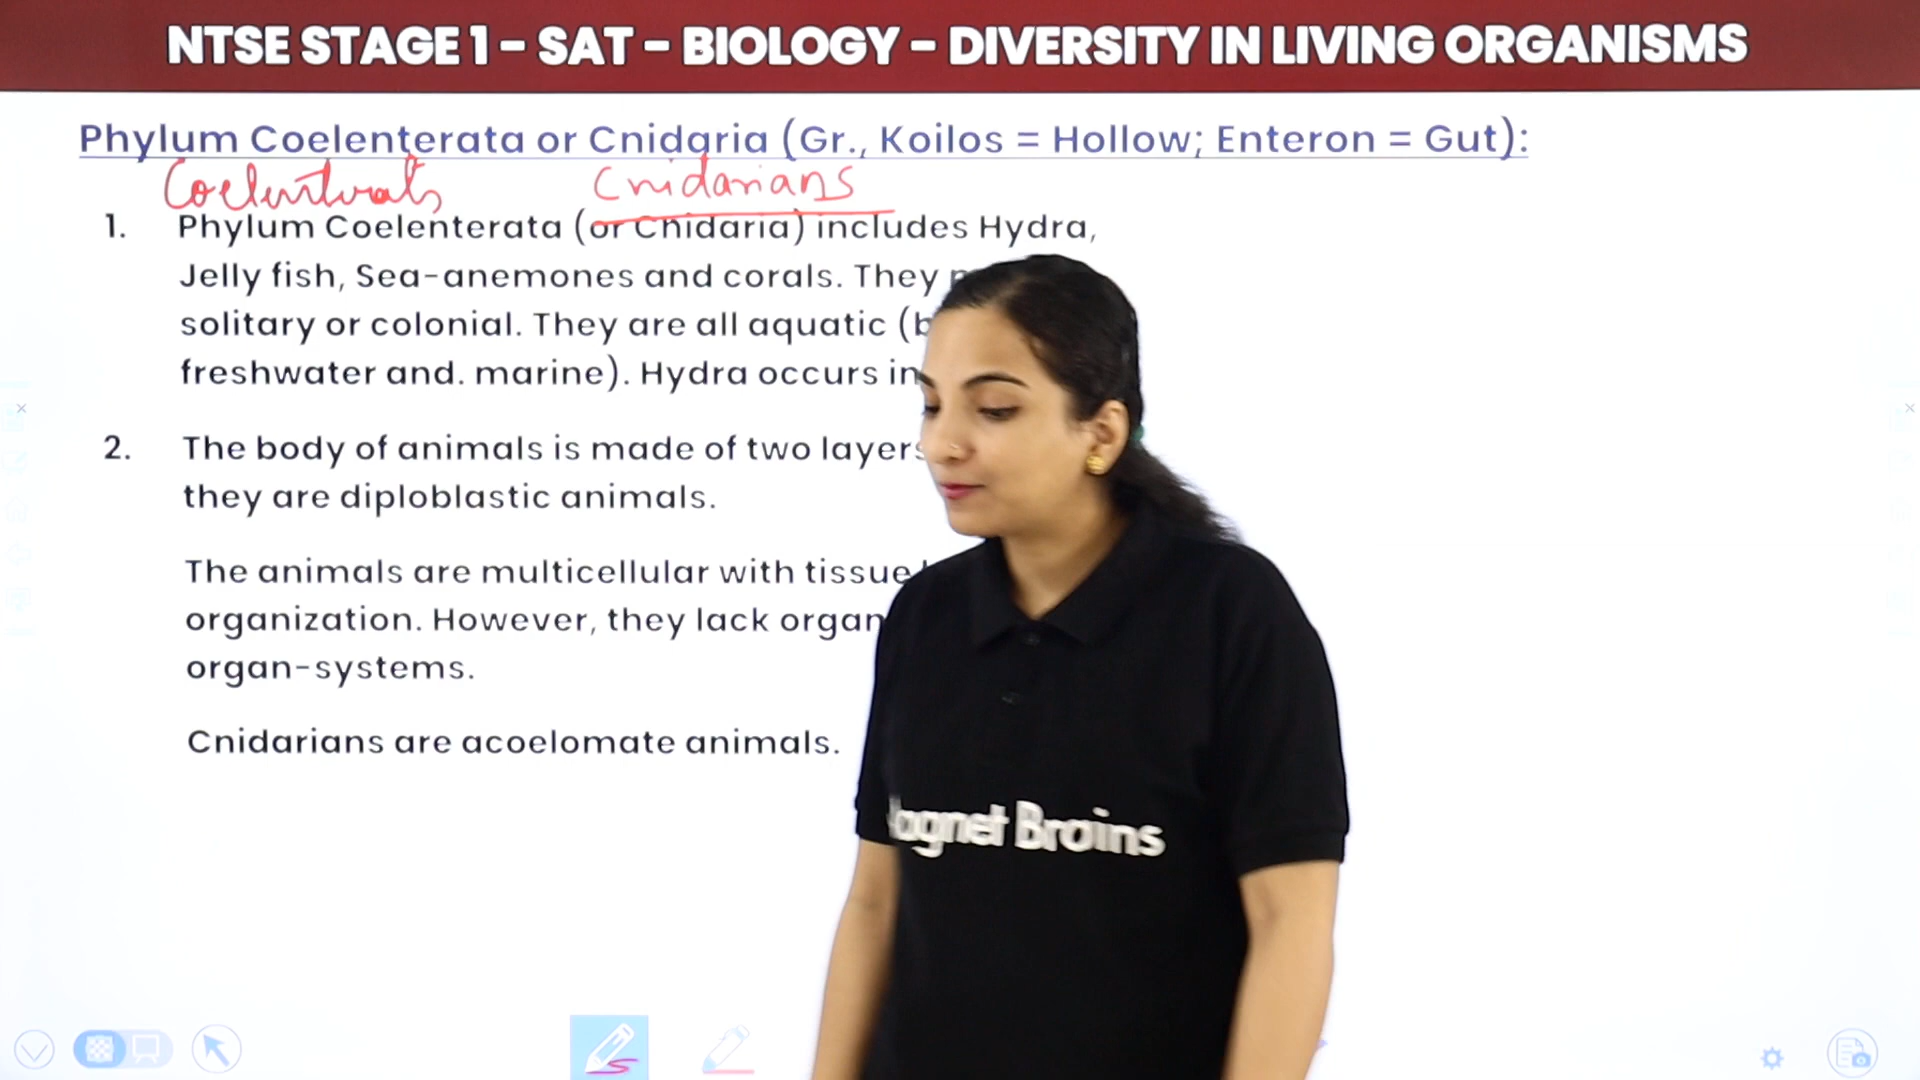 NTSE STAGE 1 – SAT – BIOLOGY – DIVERSITY IN LIVING ORGANISMS
Phylum Coelenterata or Cnidaria (Gr., Koilos = Hollow; Enteron = Gut):
Cnidarians
1. Phylum Coelenterata (or Cnidaria) includes Hydra,
Jelly fish, Sea-anemones and corals. They
solitary or colonial. They are all aquatic
freshwater and. marine). Hydra occurs in
2. The body of animals is made of two
they are diploblastic animals.
The animals are multicellular with tissue
organization. However, they lack
organ-systems.
Cnidarians are acoelomate animals.
Brains